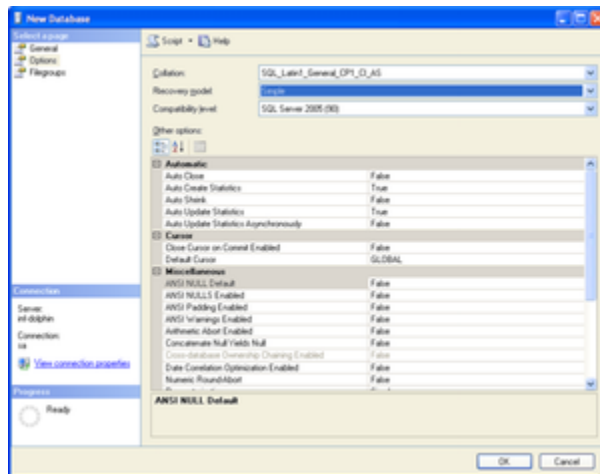 New Database
Select a page
General
Options
Filegroups
Script
Help
Collation: SQL_Latin1_General_CP1_CI_AS
Recovery model: Simple
Compatibility level: SQL Server 2005 (90)
Other options:
Automatic
Auto Close False
Auto Create Statistics True
Auto Shrink False
Auto Update Statistics True
Auto Update Statistics Asynchronously False
Cursor
Close Cursor on Commit Enabled False
Default Cursor GLOBAL
Miscellaneous
ANSI NULL Default False
ANSI NULLS Enabled False
ANSI Padding Enabled False
ANSI Warnings Enabled False
Arithmetic Abort Enabled False
Concatenate Null Yields Null False
Cross-database Ownership Chaining Enabled False
Date Correlation Optimization Enabled False
Numeric Round-Abort False
ANSI NULL Default
Connection
Server:
inf-dolphin
Connection:
sa
View connection properties
Progress
Ready
OK Cancel